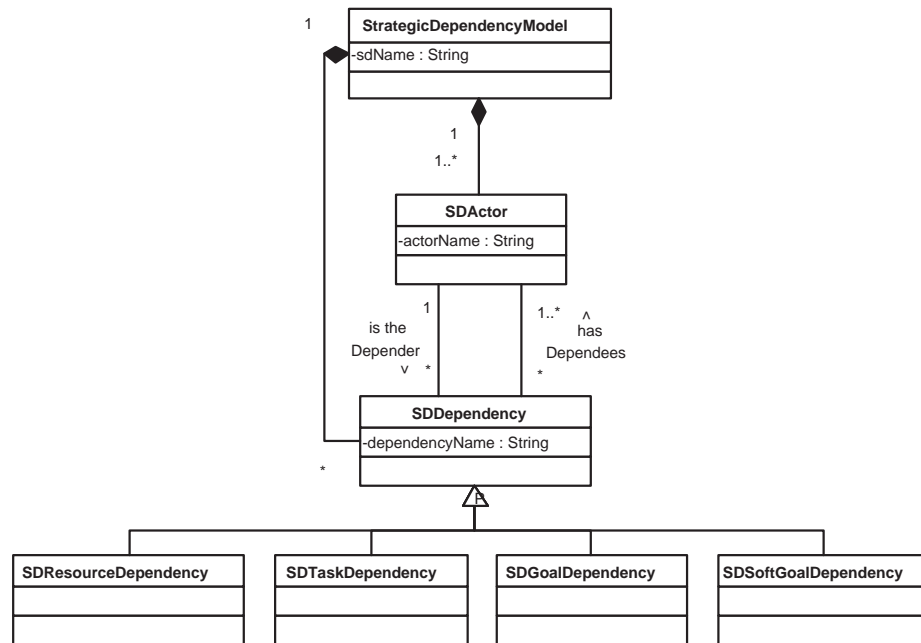 1
StrategicDependencyModel
-sdName : String
1
1..*
SDActor
-actorName : String
1
is the
Depender
v
*
1..*
^
has
Dependees
*
SDDependency
-dependencyName : String
*
P
SDResourceDependency
SDTaskDependency
SDGoalDependency
SDSoftGoalDependency